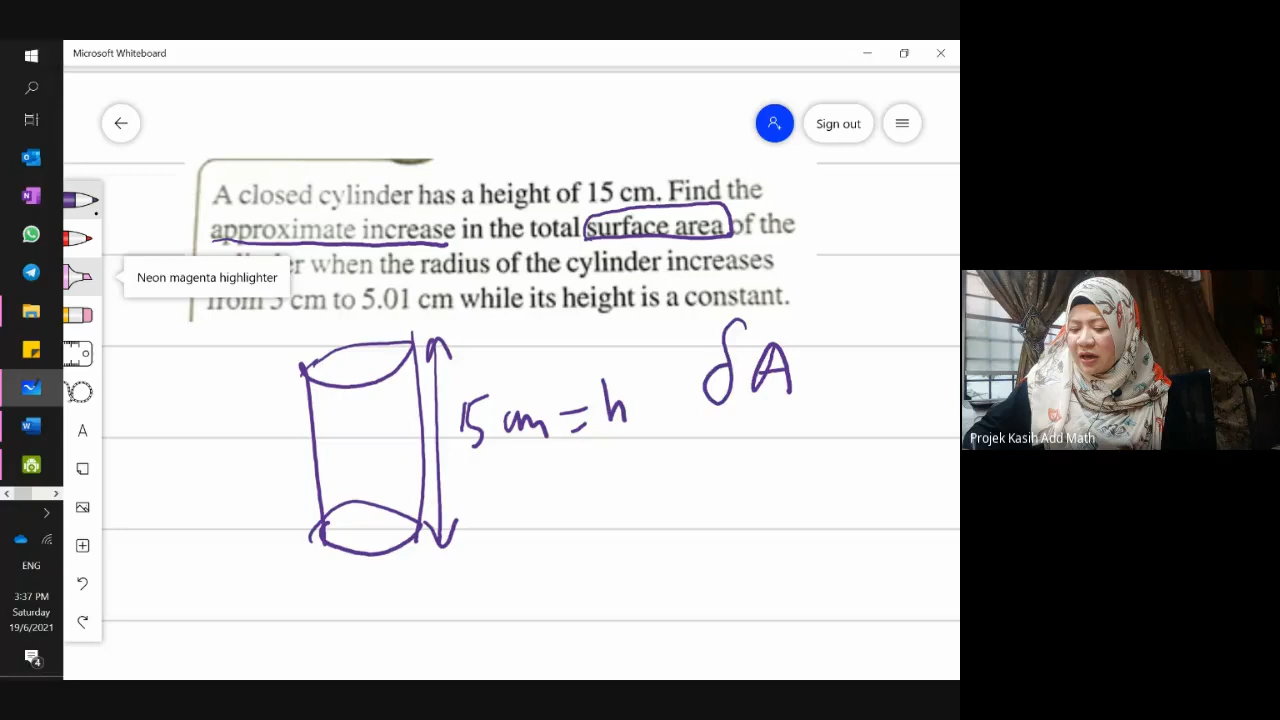 Microsoft Whiteboard
Sign out
A closed cylinder has a height of 15 cm. Find the
approximate increase in the total surface area of the
when the radius of the cylinder increases
Neon magenta highlighter
from 5 cm to 5.01 cm while its height is a constant.
δA
15 cm = h
A
Projek Kasih Add Math
ENG
3:37 PM
Saturday
19/6/2021
4